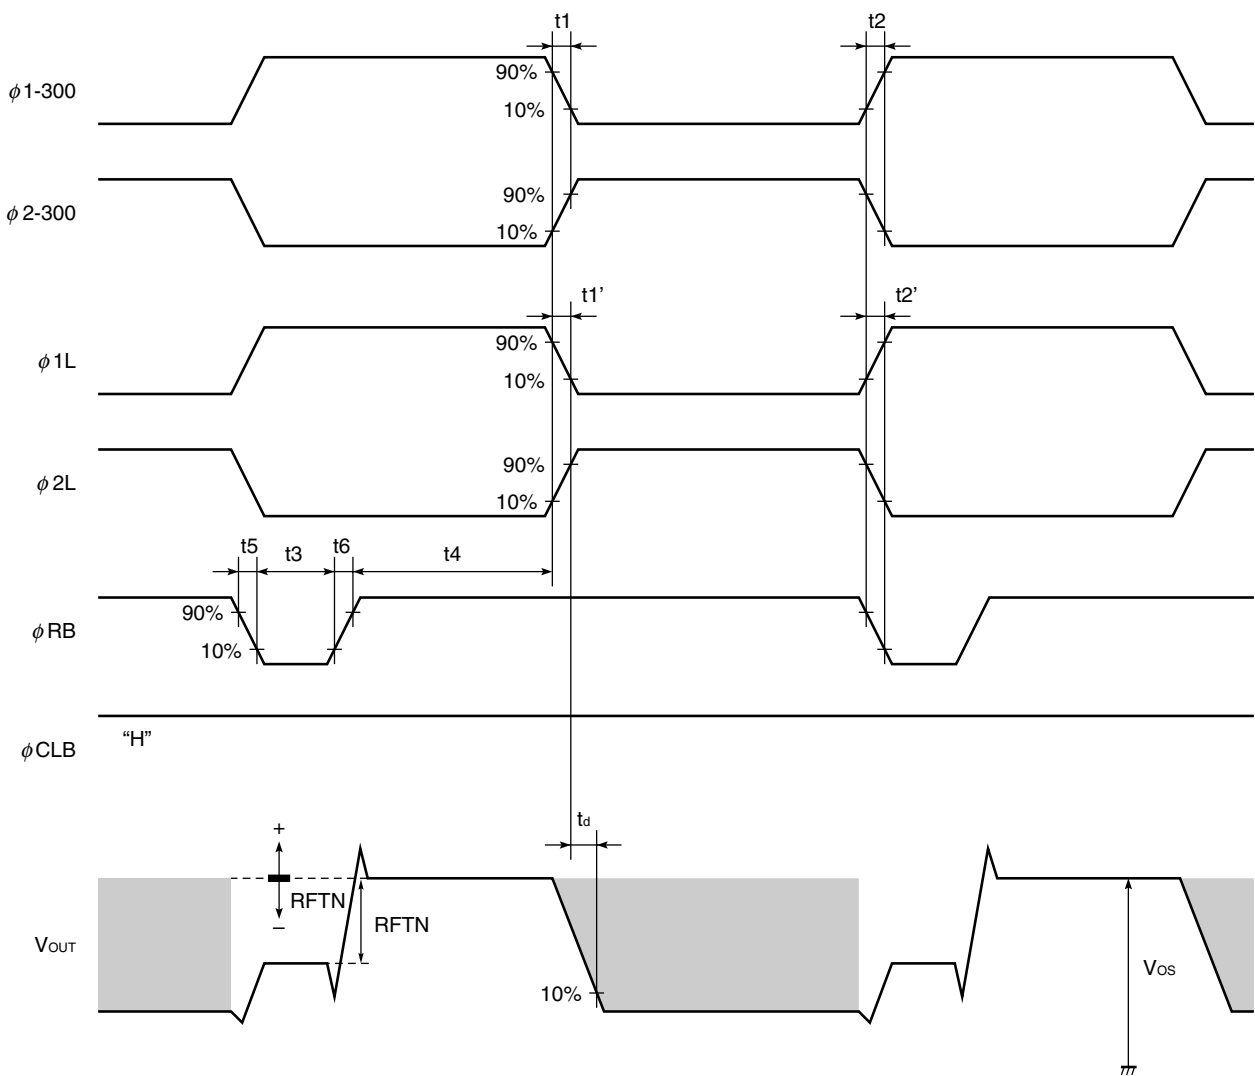 t1
t2
90%
ϕ1-300
10%
90%
ϕ2-300
10%
t1’
t2’
90%
ϕ1L
10%
90%
ϕ2L
10%
t5
t3
t6
t4
90%
ϕRB
10%
“H”
ϕCLB
td
+
RFTN
−
RFTN
VOUT
VOS
10%